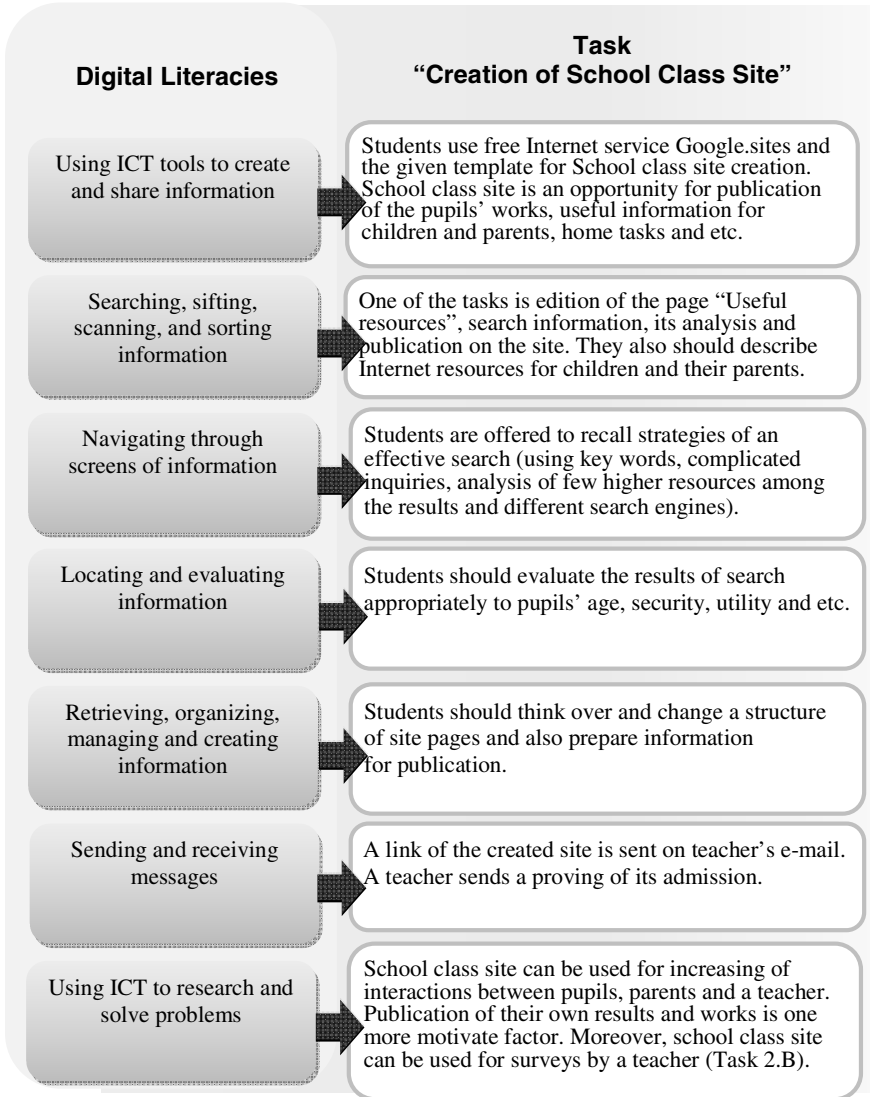 Digital Literacies
Task
“Creation of School Class Site”
Using ICT tools to create
and share information
Students use free Internet service Google.sites and
the given template for School class site creation.
School class site is an opportunity for publication
of the pupils’ works, useful information for
children and parents, home tasks and etc.
Searching, sifting,
scanning, and sorting
information
One of the tasks is edition of the page “Useful
resources”, search information, its analysis and
publication on the site. They also should describe
Internet resources for children and their parents.
Navigating through
screens of information
Students are offered to recall strategies of an
effective search (using key words, complicated
inquiries, analysis of few higher resources among
the results and different search engines).
Locating and evaluating
information
Students should evaluate the results of search
appropriately to pupils’ age, security, utility and etc.
Retrieving, organizing,
managing and creating
information
Students should think over and change a structure
of site pages and also prepare information
for publication.
Sending and receiving
messages
A link of the created site is sent on teacher’s e-mail.
A teacher sends a proving of its admission.
Using ICT to research and
solve problems
School class site can be used for increasing of
interactions between pupils, parents and a teacher.
Publication of their own results and works is one
more motivate factor. Moreover, school class site
can be used for surveys by a teacher (Task 2.B).